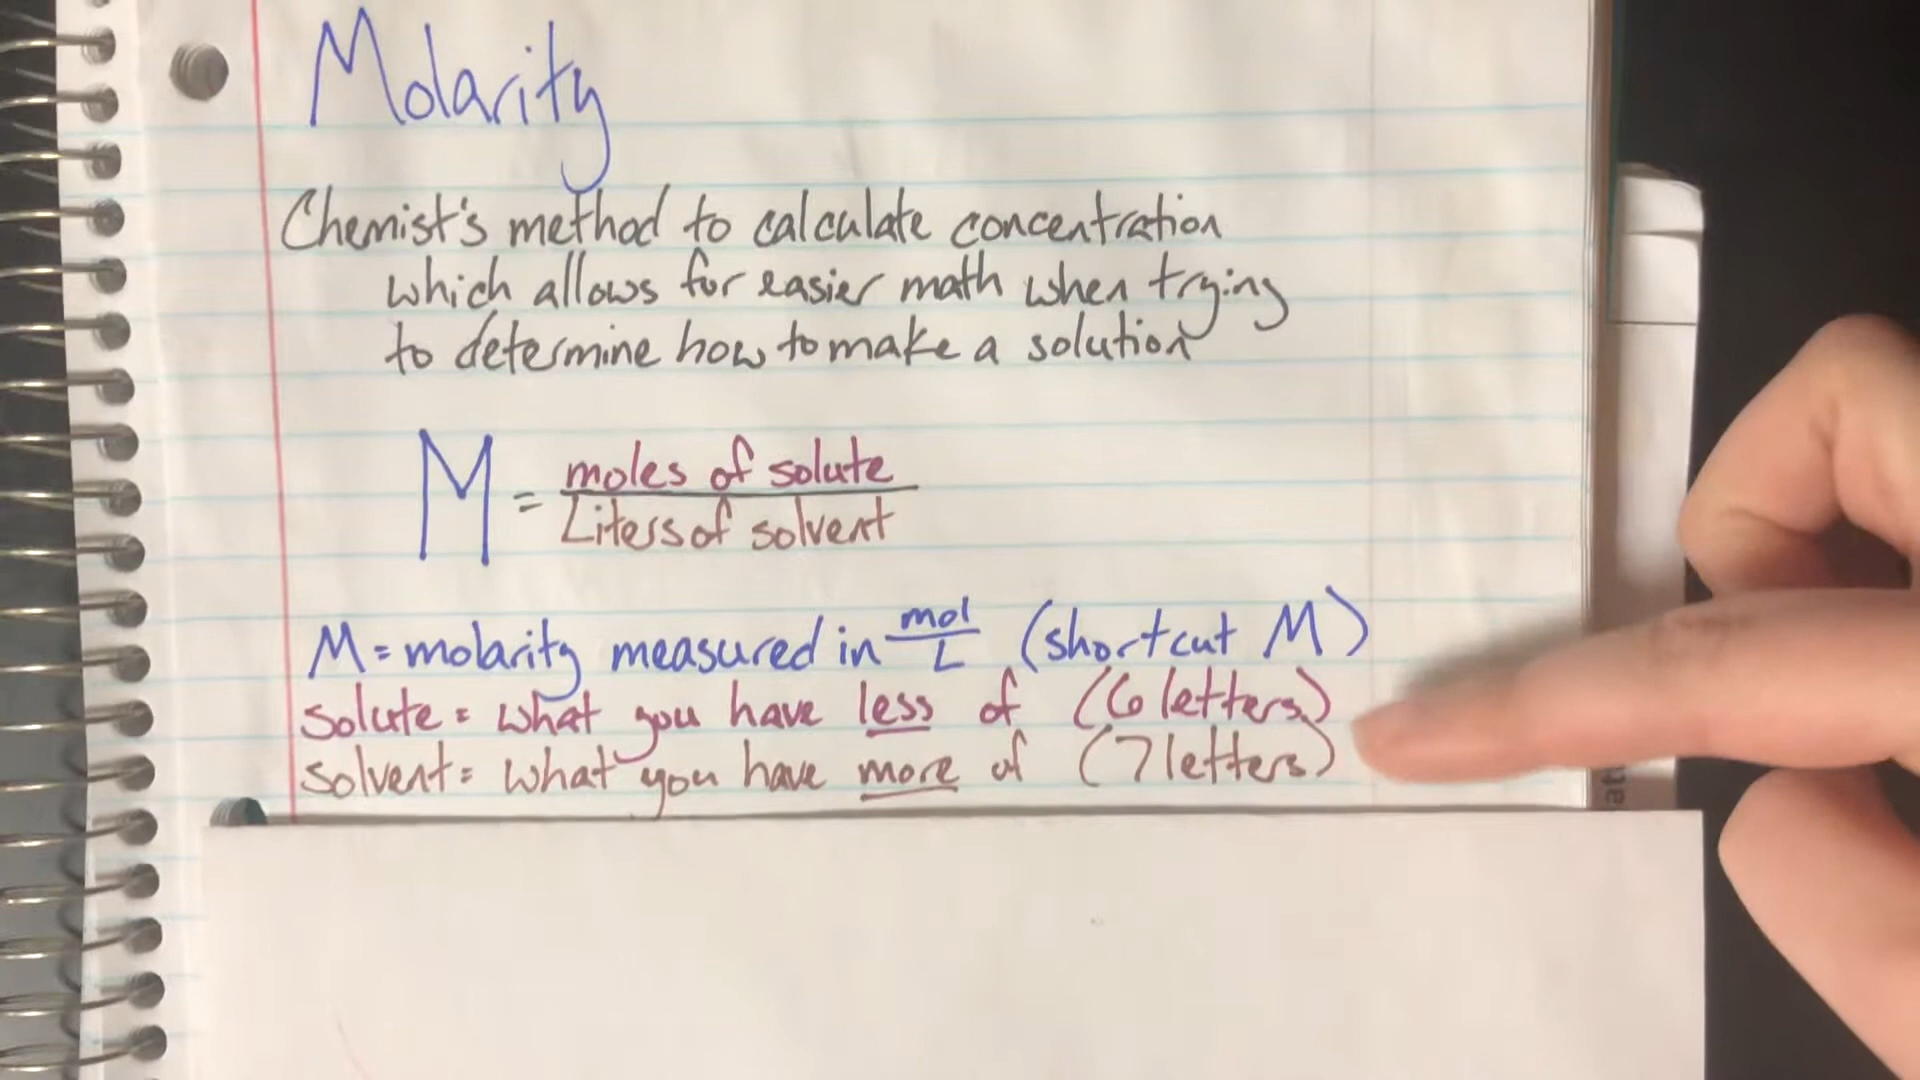 Molarity
Chemist's method to calculate concentration
which allows for easier math when trying
to determine how to make a solution
M = moles of solute
Liters of solvent
M = molarity measured in mol/L (shortcut M)
solute = what you have less of (6 letters)
solvent = what you have more of (7 letters)